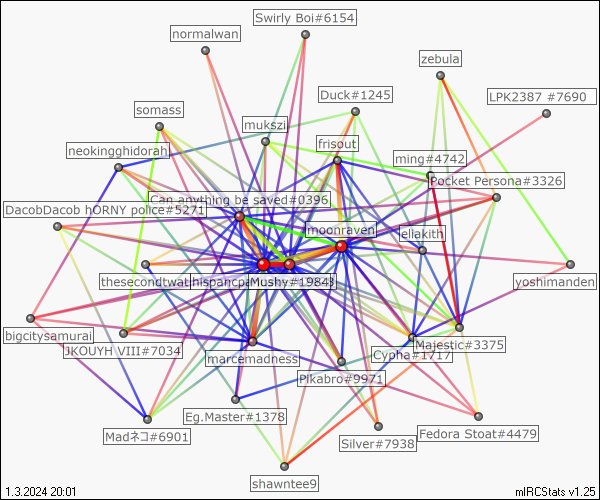 Swirly Boi#6154
normalwan
zebula
Duck#1245
LPK2387 #7690
somass
mukszi
frisout
neokingghidorah
ming#4742
Pocket Persona#3326
Can anything be saved#0396
DacobDacob hORNY police#5271
moonraven
eliakith
thesecondtwat
hispancpa
Mushy#1984
yoshimanden
bigcitysamurai
JKOUYH VIII#7034
marcemadness
Cypha#1717
Majestic#3375
Pikabro#9971
Eg.Master#1378
Madネコ#6901
Silver#7938
Fedora Stoat#4479
shawntee9
1.3.2024 20:01
mIRCStats v1.25